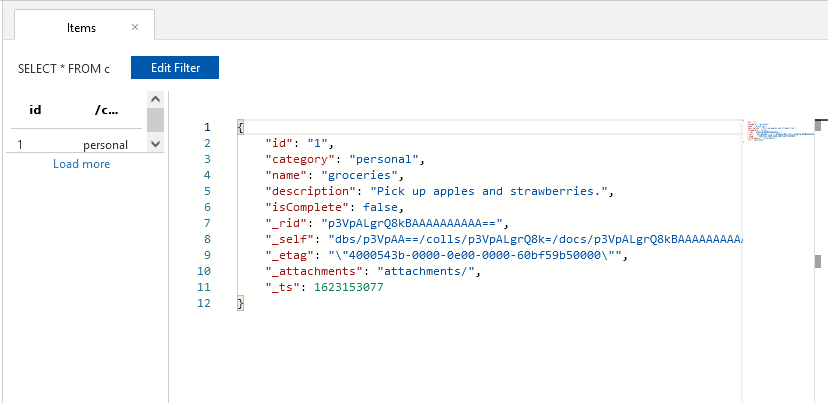 Items ×
SELECT * FROM c Edit Filter
id /c...
1 personal
Load more
1 {
2 "id": "1",
3 "category": "personal",
4 "name": "groceries",
5 "description": "Pick up apples and strawberries.",
6 "isComplete": false,
7 "_rid": "p3VpALgrQ8kBAAAAAAAAAA==",
8 "_self": "dbs/p3VpAA==/colls/p3VpALgrQ8k=/docs/p3VpALgrQ8kBAAAAAAAAA
9 "_etag": "\"4000543b-0000-0e00-0000-60bf59b50000\"",
10 "_attachments": "attachments/",
11 "_ts": 1623153077
12 }